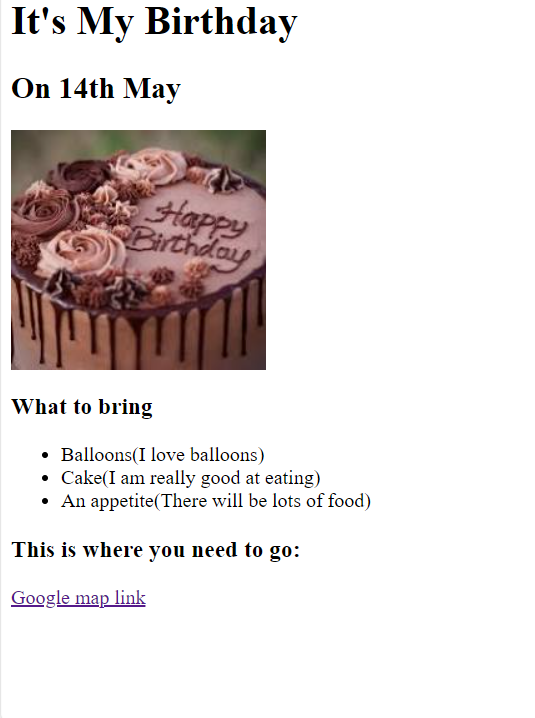 It's My Birthday
On 14th May
Happy
Birthday
What to bring
Balloons(I love balloons)
Cake(I am really good at eating)
An appetite(There will be lots of food)
This is where you need to go:
Google map link